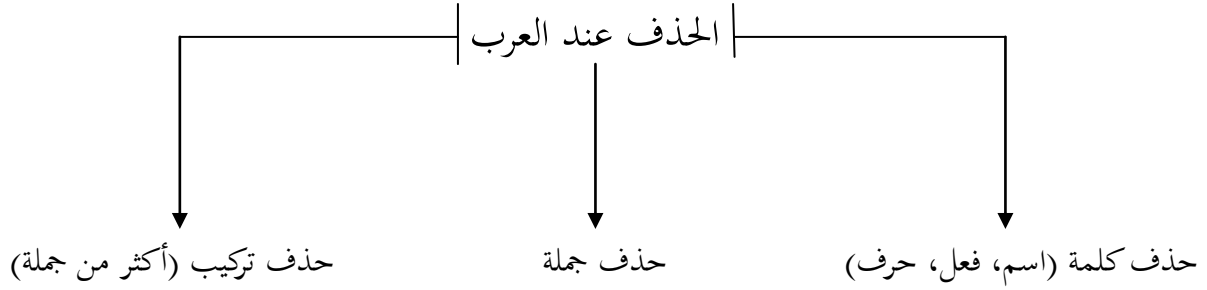 الحذف عند العرب
حذف كلمة (اسم، فعل، حرف)
حذف جملة
حذف تركيب (أكثر من جملة)